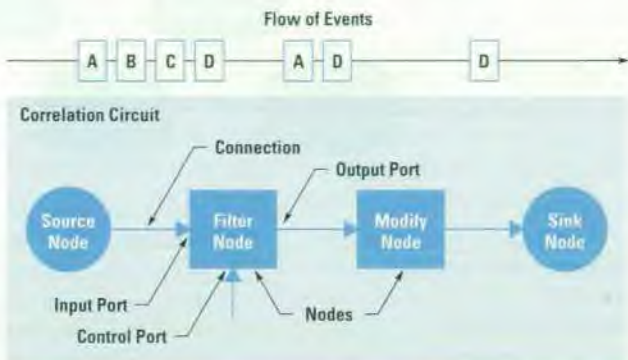 Flow of Events
A B C D A D D
Correlation Circuit
Connection
Output Port
Source
Node
Filter
Node
Modify
Node
Sink
Node
Input Port
Nodes
Control Port